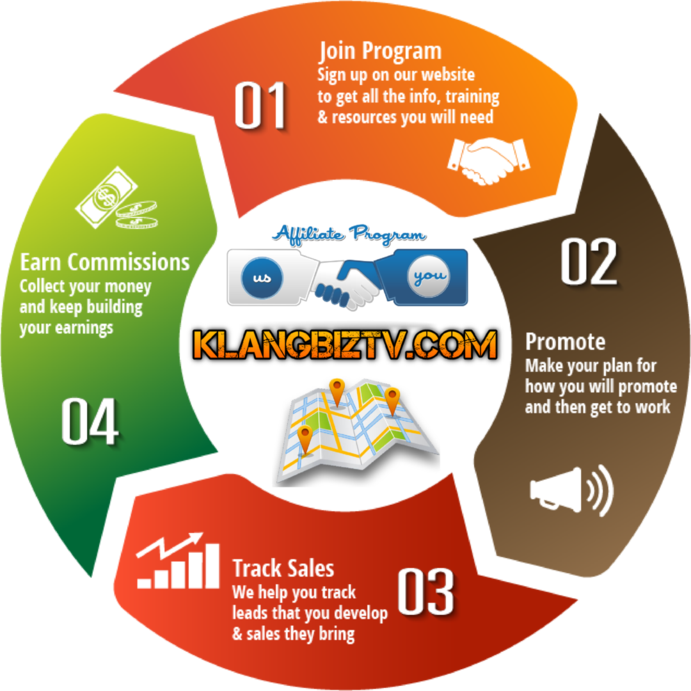 01
Join Program
Sign up on our website
to get all the info, training
& resources you will need
02
Promote
Make your plan for
how you will promote
and then get to work
03
Track Sales
We help you track
leads that you develop
& sales they bring
04
Earn Commissions
Collect your money
and keep building
your earnings
Affiliate Program
us you
KLANGBIZTV.COM